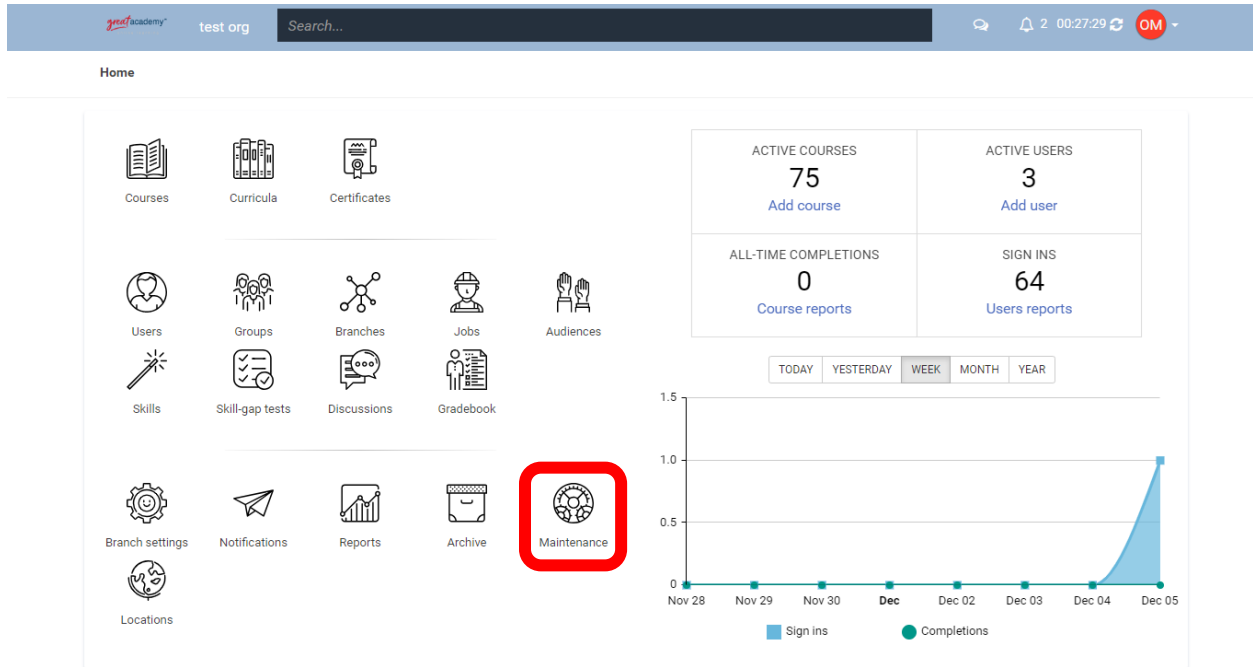 great academy
test org
Search...
2 00:27:29
OM
Home
Courses Curricula Certificates
Users Groups Branches Jobs Audiences
Skills Skill-gap tests Discussions Gradebook
Branch settings Notifications Reports Archive Maintenance
Locations
ACTIVE COURSES
75
Add course
ACTIVE USERS
3
Add user
ALL-TIME COMPLETIONS
0
Course reports
SIGN INS
64
Users reports
TODAY YESTERDAY WEEK MONTH YEAR
1.5
1.0
0.5
0
Nov 28 Nov 29 Nov 30 Dec Dec 02 Dec 03 Dec 04 Dec 05
Sign ins Completions